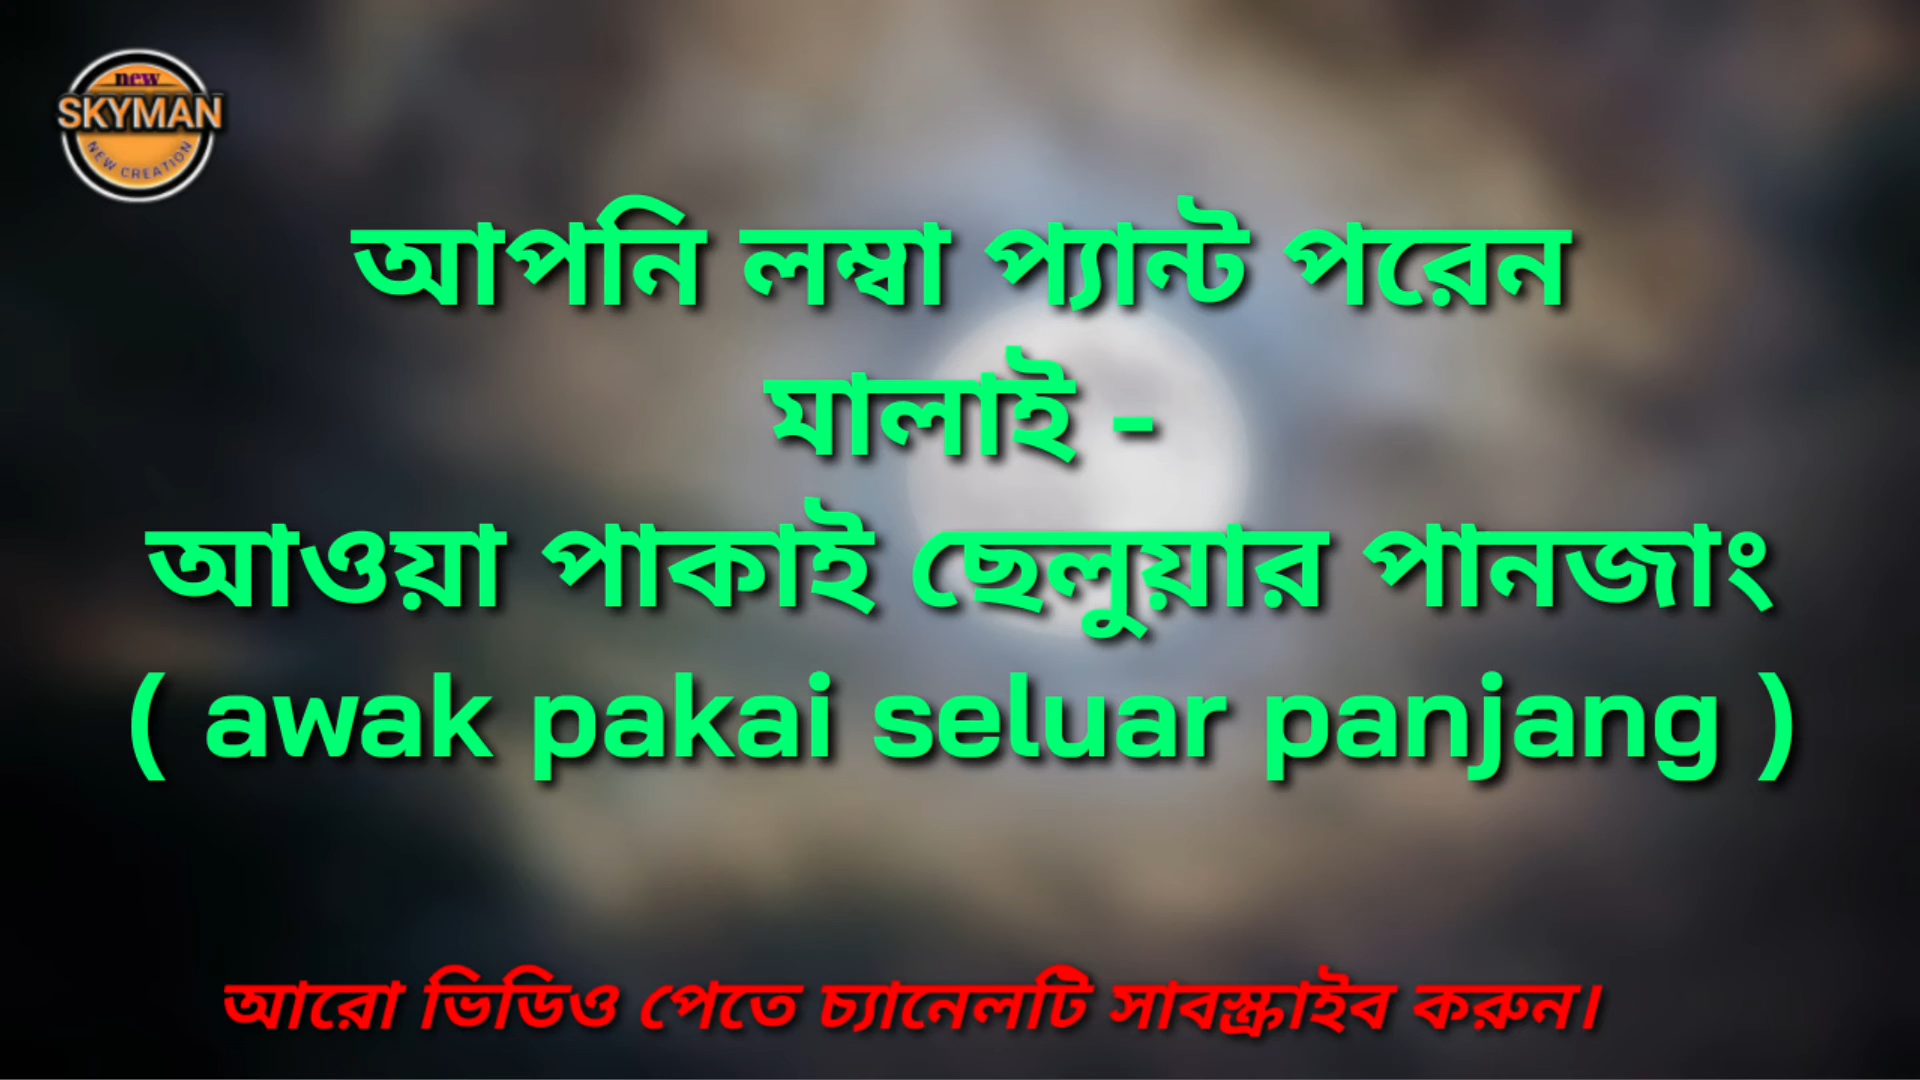 new
SKYMAN
NEW CREATION
আপনি লম্বা প্যান্ট পরেন
মালাই -
আওয়া পাকাই ছেলুয়ার পানজাং
( awak pakai seluar panjang )
আরো ভিডিও পেতে চ্যানেলটি সাবস্ক্রাইব করুন।